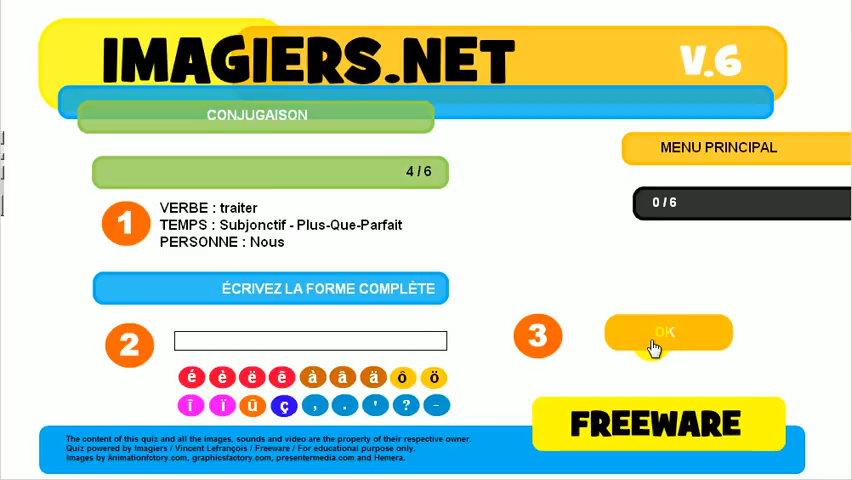 IMAGIERS.NET
V.6
CONJUGAISON
MENU PRINCIPAL
4 / 6
0 / 6
1
VERBE : traiter
TEMPS : Subjonctif - Plus-Que-Parfait
PERSONNE : Nous
ÉCRIVEZ LA FORME COMPLÈTE
2
3
OK
é è ë ê à â ä ô ö
î ï û ç , . ' ? -
FREEWARE
The content of this quiz and all the images, sounds and video are the property of their respective owner.
Quiz powered by Imagiers / Vincent Lefrançois / Freeware / For educational purpose only.
Images by Animationfctory.com, graphicsfactory.com, presentermedia.com and Hemera.